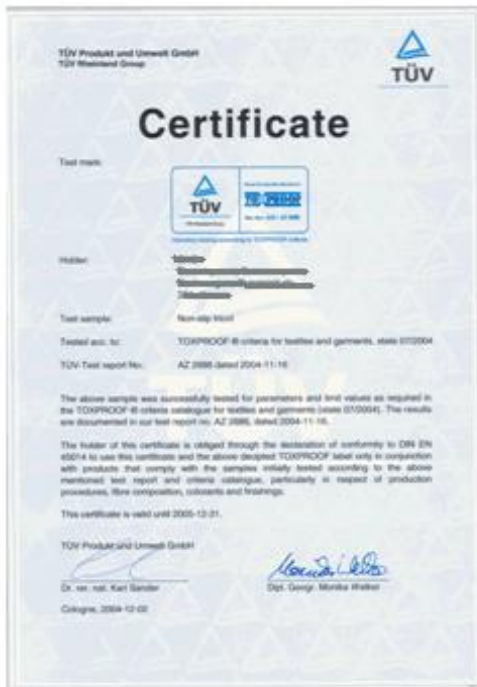 TÜV Produkt und Umwelt GmbH
TÜV Rheinland Group
TÜV
Certificate
Test mark:
TÜV
TOXPROOF
Holder:
Test sample: Non-slip tricot
Tested acc. to: TOXPROOF ® criteria for textiles and garments, state 07/2004
TÜV-Test report No.: AZ 2686 dated 2004-11-16
The above sample was successfully tested for parameters and limit values as required in
the TOXPROOF ® criteria catalogue for textiles and garments (state 07/2004). The results
are documented in our test report no. AZ 2686, dated 2004-11-16.
The holder of this certificate is obliged through the declaration of conformity to DIN EN
45014 to use this certificate and the above decipted TOXPROOF label only in conjunction
with products that comply with the samples initially tested according to the above
mentioned test report and criteria catalogue, particularly in respect of production
procedures, fibre composition, colorants and finishings.
This certificate is valid until 2005-12-31.
TÜV Produkt und Umwelt GmbH
Dr. rer. nat. Karl Sander
Dipl. Geogr. Monika Welker
Cologne, 2004-12-02